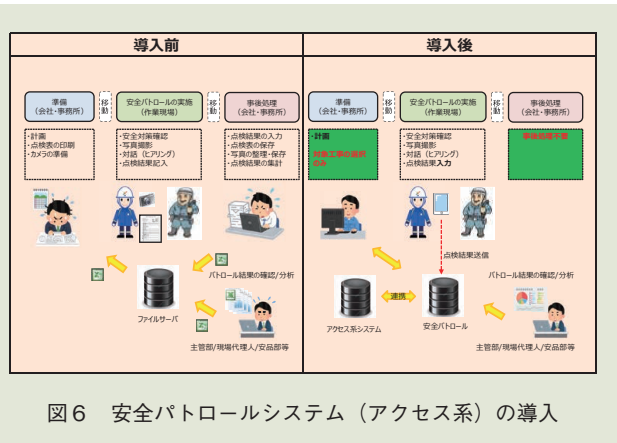 導入前
導入後
準備
(会社・事務所)
移動
安全パトロールの実施
(作業現場)
移動
事後処理
(会社・事務所)
・計画
・点検表の印刷
・カメラの準備
・安全対策確認
・写真撮影
・対話（ヒアリング）
・点検結果記入
・点検結果の入力
・点検表の保存
・写真の整理・保存
・点検結果の集計
パトロール結果の確認/分析
ファイルサーバ
主管部/現場代理人/安品部等
準備
(会社・事務所)
移動
安全パトロールの実施
(作業現場)
移動
事後処理
(会社・事務所)
・計画
対象工事の選択
のみ
・安全対策確認
・写真撮影
・対話（ヒアリング）
・点検結果入力
事後処理不要
点検結果送信
パトロール結果の確認/分析
連携
アクセス系システム
安全パトロール
主管部/現場代理人/安品部等
図６　安全パトロールシステム（アクセス系）の導入